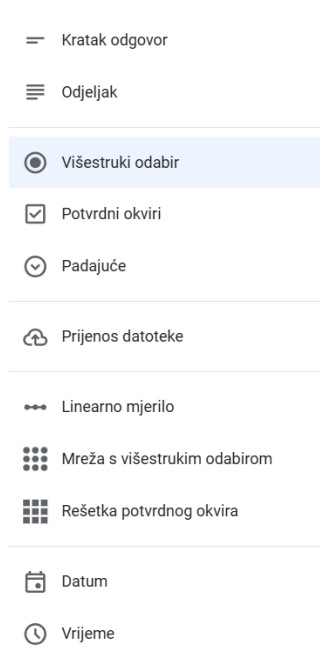 Kratak odgovor
Odjeljak
Višestruki odabir
Potvrdni okviri
Padajuće
Prijenos datoteke
Linearno mjerilo
Mreža s višestrukim odabirom
Rešetka potvrdnog okvira
Datum
Vrijeme